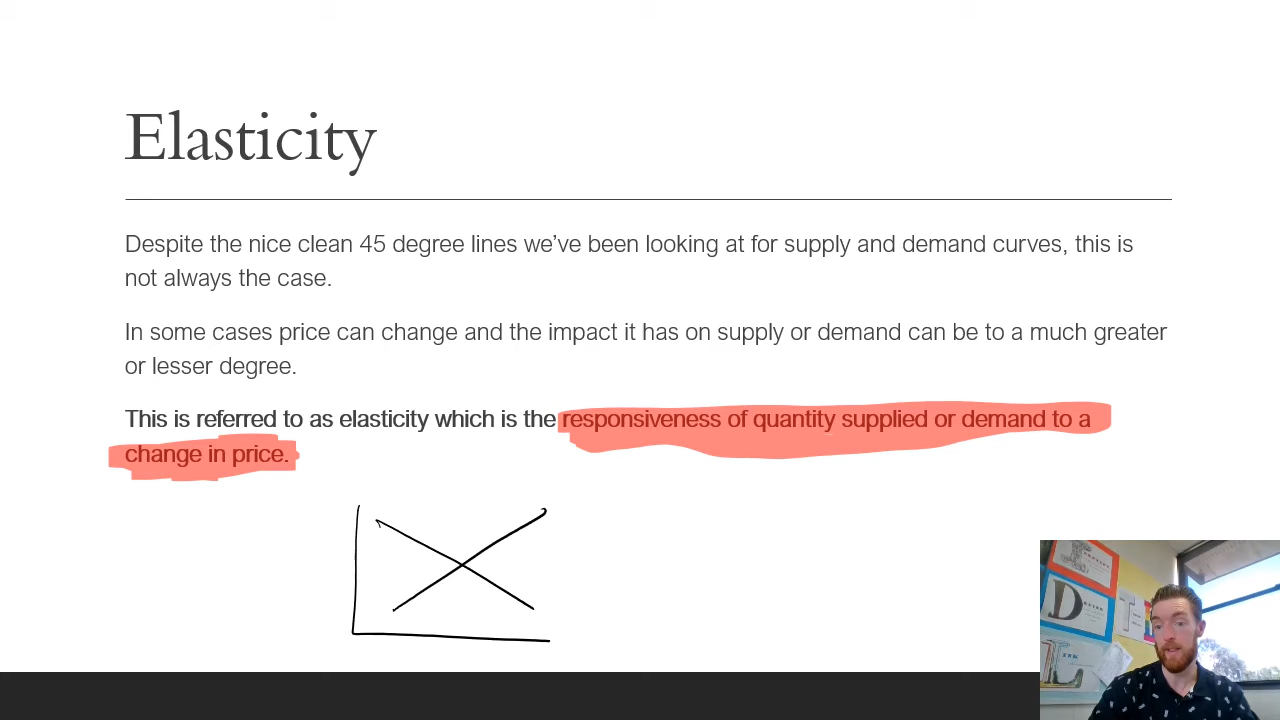 Elasticity
Despite the nice clean 45 degree lines we’ve been looking at for supply and demand curves, this is
not always the case.
In some cases price can change and the impact it has on supply or demand can be to a much greater
or lesser degree.
This is referred to as elasticity which is the responsiveness of quantity supplied or demand to a
change in price.
D